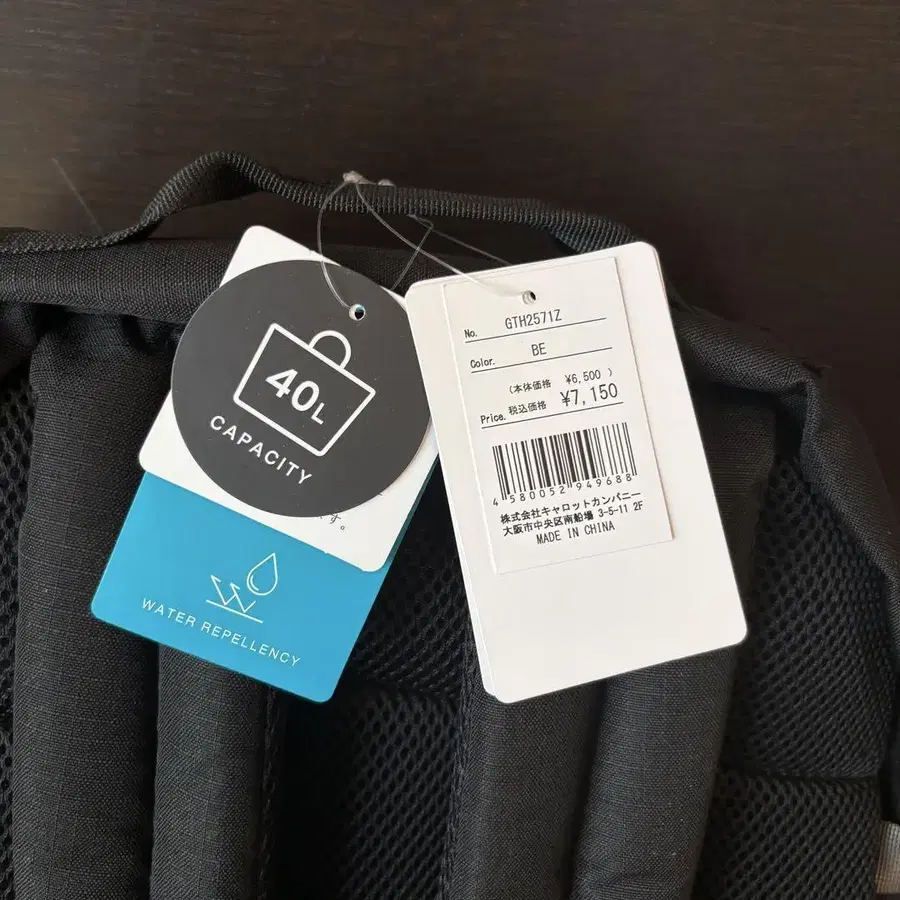 40L
CAPACITY
す。
WATER REPELLENCY
No. GTH2571Z
Color. BE
(本体価格 ¥6,500 )
Price. 税込価格 ¥7,150
4 580052 949688
株式会社キャロットカンパニー
大阪市中央区南船場 3-5-11 2F
MADE IN CHINA